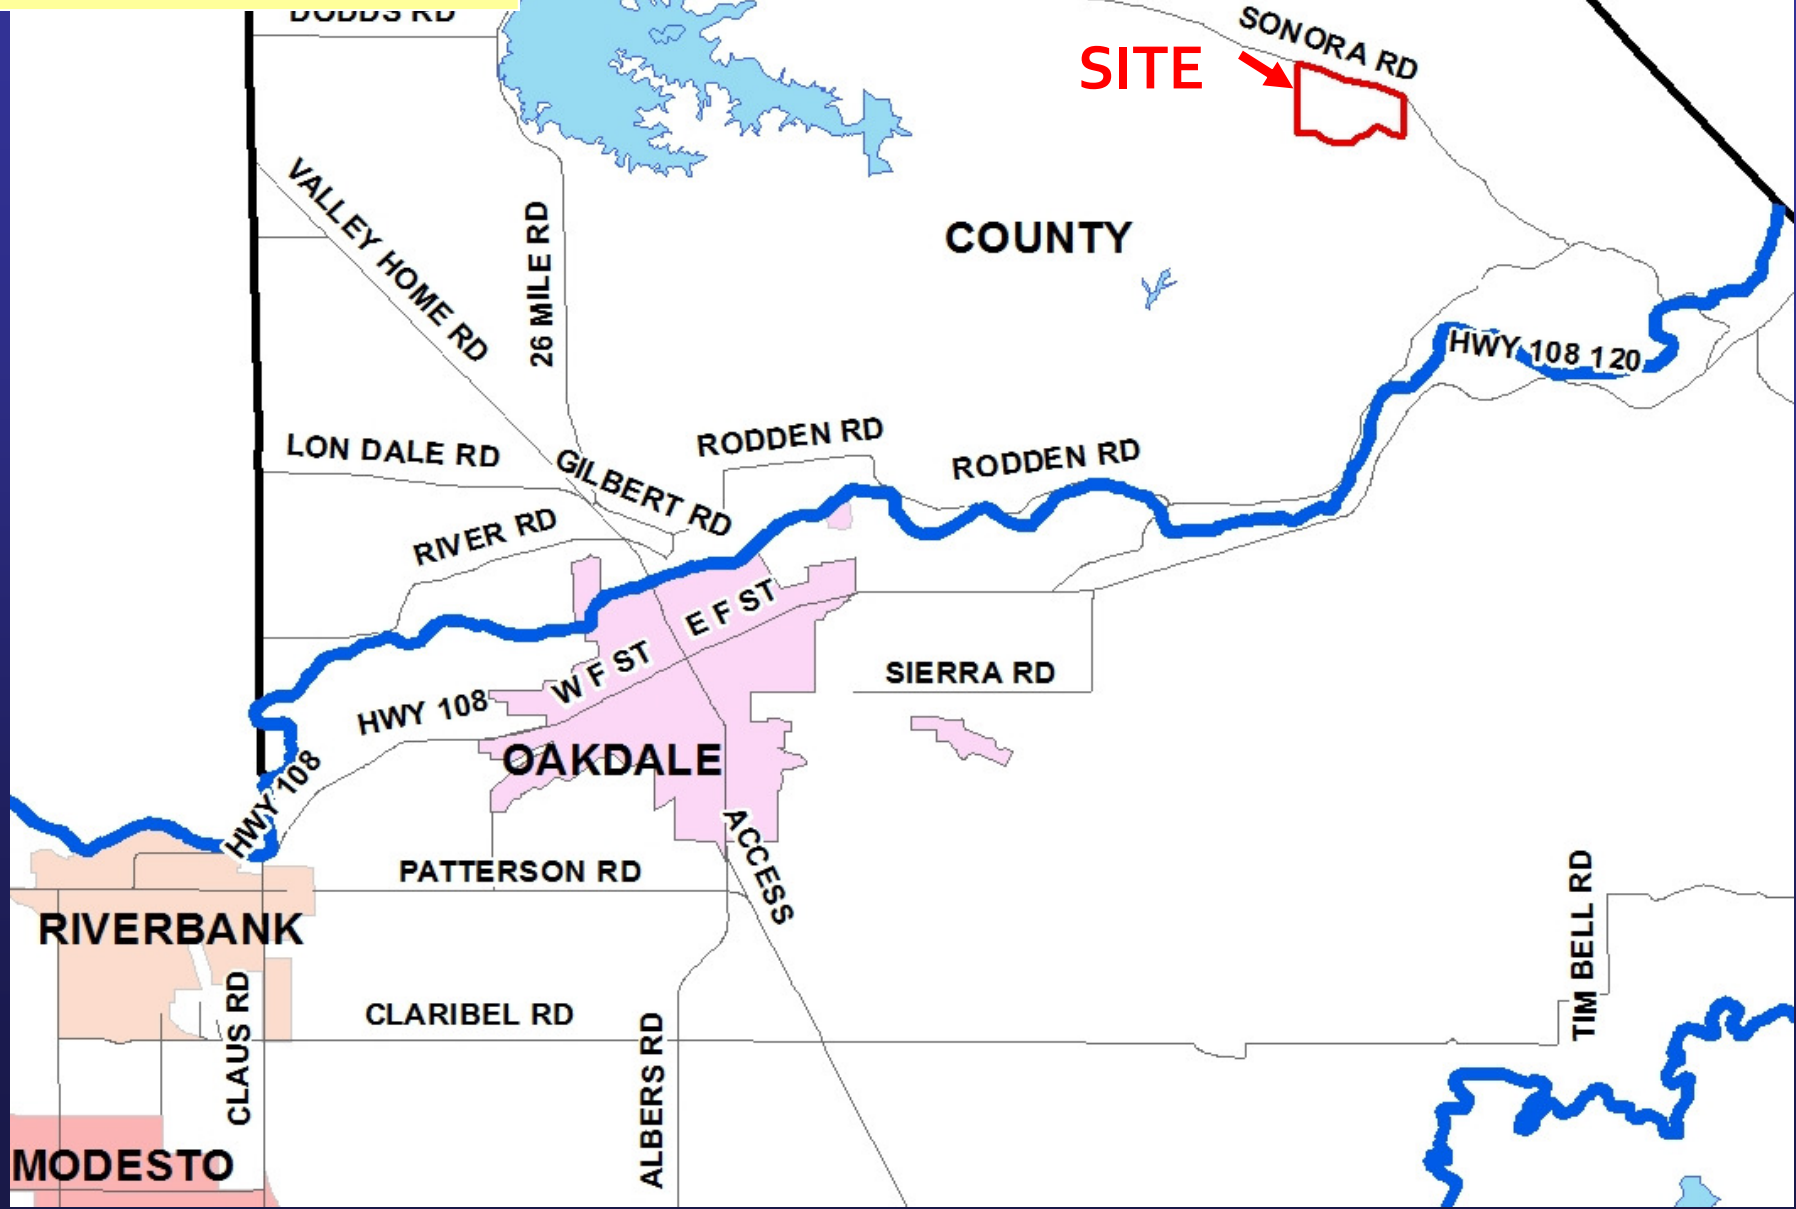 DODDS RD
SONORA RD
SITE
VALLEY HOME RD
26 MILE RD
COUNTY
HWY 108 120
LON DALE RD
GILBERT RD
RODDEN RD
RODDEN RD
RIVER RD
E F ST
W F ST
SIERRA RD
HWY 108
OAKDALE
HWY 108
ACCESS
PATTERSON RD
TIM BELL RD
RIVERBANK
CLAUS RD
CLARIBEL RD
ALBERS RD
MODESTO